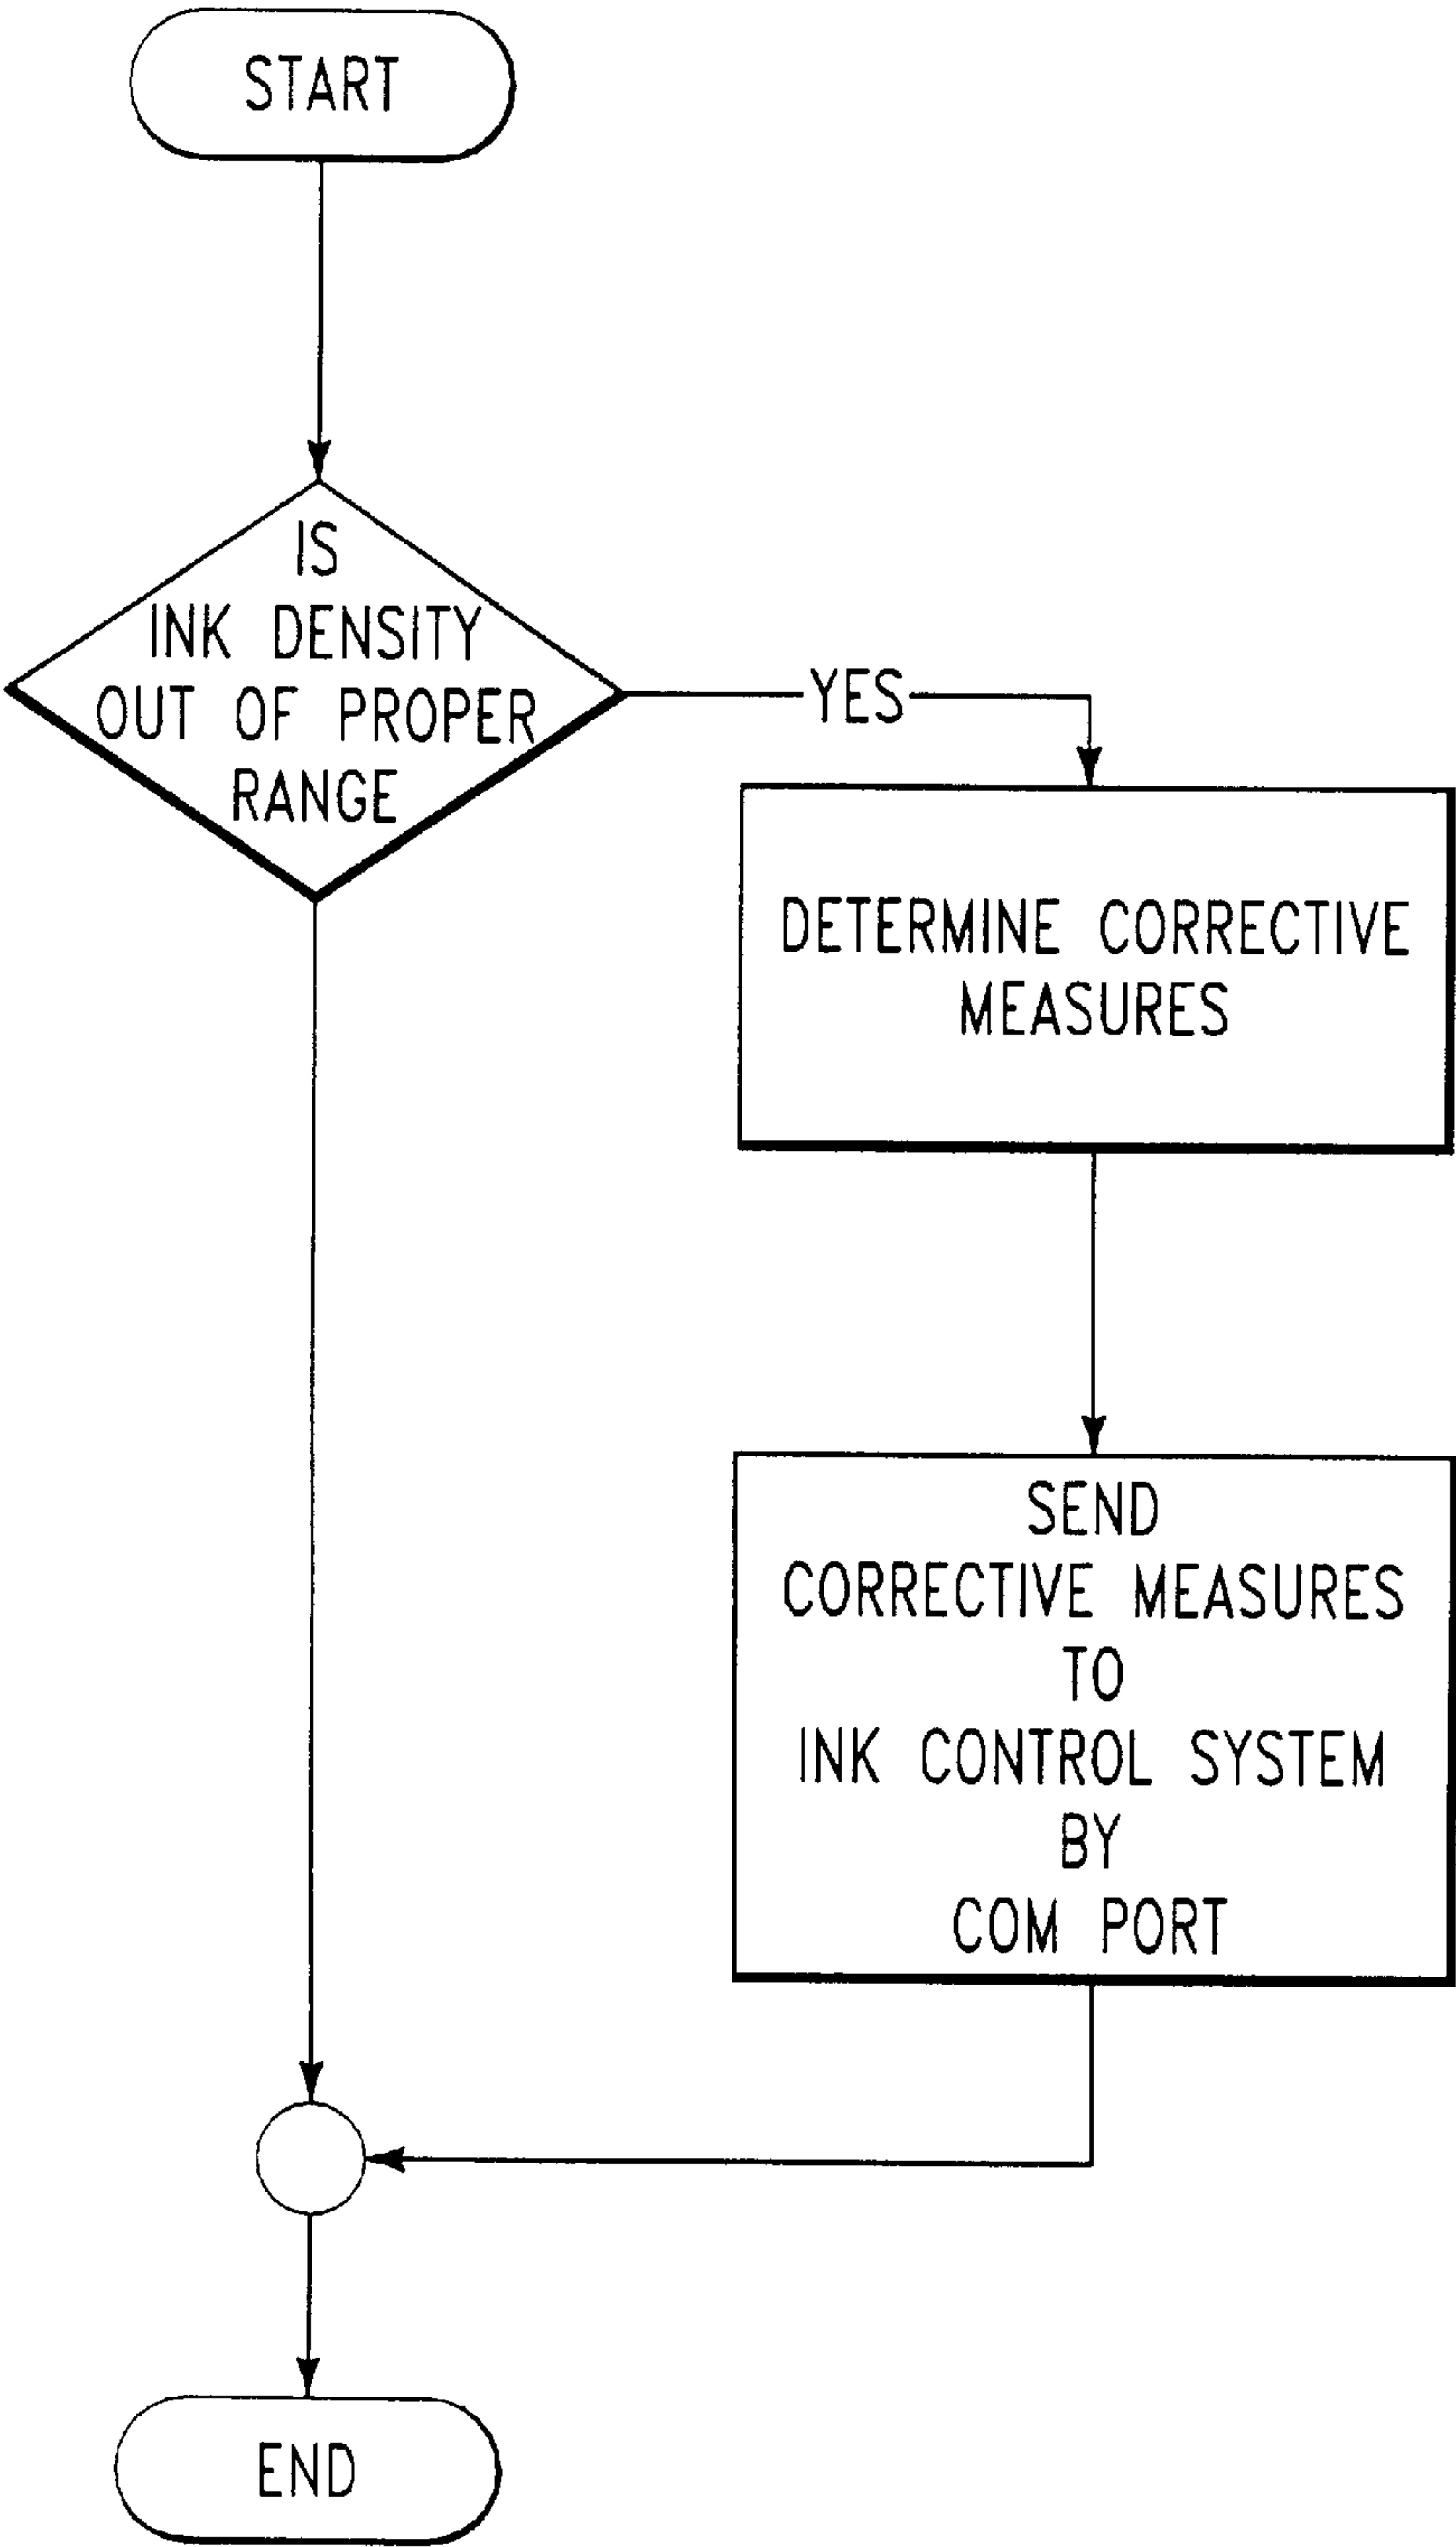 START
IS
INK DENSITY
OUT OF PROPER
RANGE
YES
DETERMINE CORRECTIVE
MEASURES
SEND
CORRECTIVE MEASURES
TO
INK CONTROL SYSTEM
BY
COM PORT
END